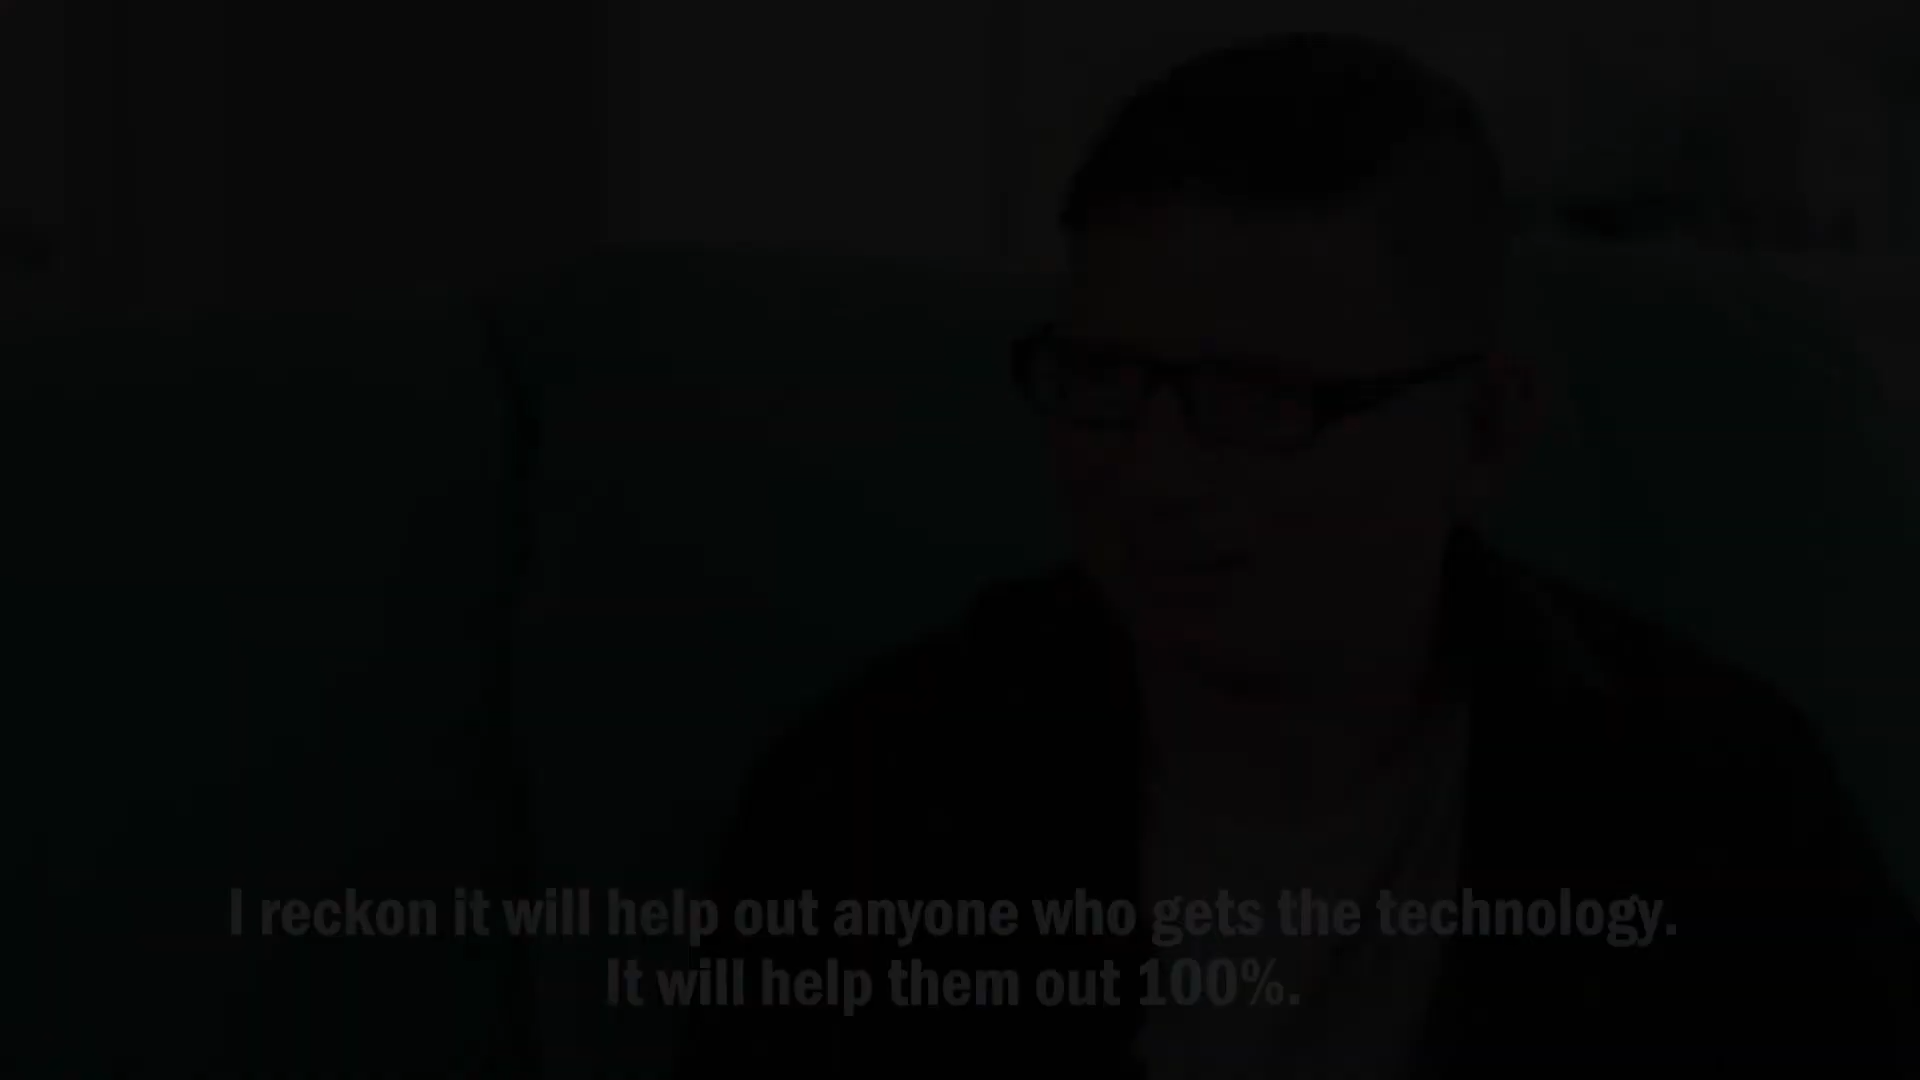 I reckon it will help out anyone who gets the technology.
It will help them out 100%.